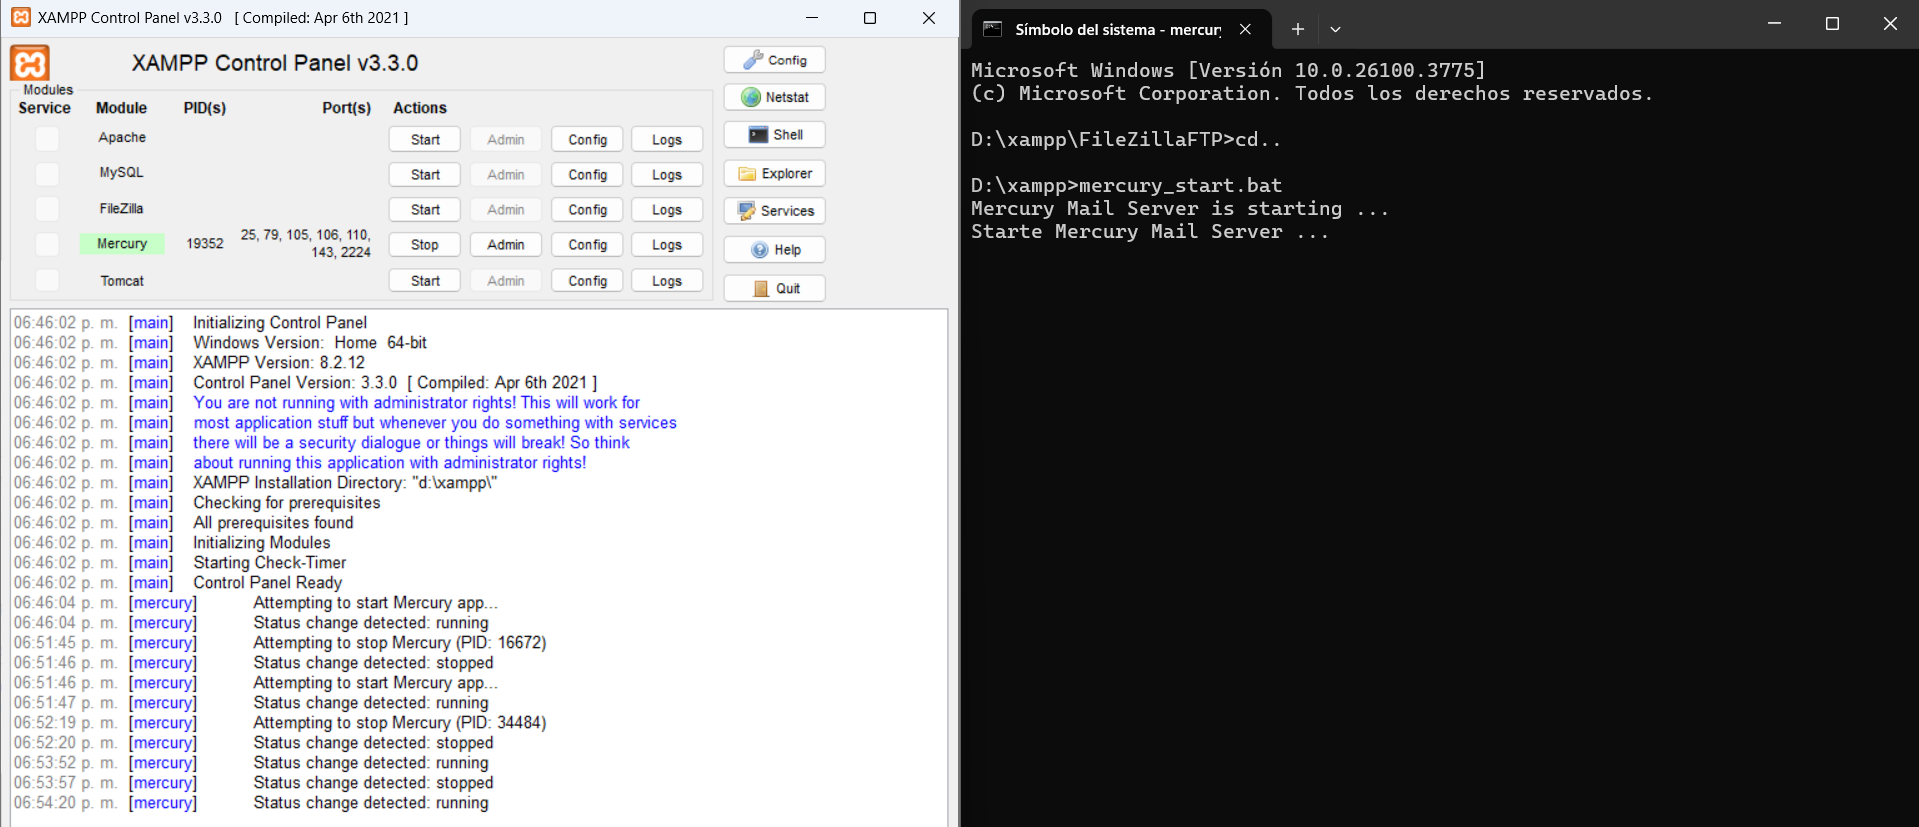 XAMPP Control Panel v3.3.0 [ Compiled: Apr 6th 2021 ]
XAMPP Control Panel v3.3.0
Config
Modules
Service Module PID(s) Port(s) Actions
Netstat
Apache Start Admin Config Logs
Shell
MySQL Start Admin Config Logs
Explorer
FileZilla Start Admin Config Logs
Services
Mercury 19352 25, 79, 105, 106, 110, Stop Admin Config Logs
143, 2224
Help
Tomcat Start Admin Config Logs
Quit
06:46:02 p. m. [main] Initializing Control Panel
06:46:02 p. m. [main] Windows Version: Home 64-bit
06:46:02 p. m. [main] XAMPP Version: 8.2.12
06:46:02 p. m. [main] Control Panel Version: 3.3.0 [ Compiled: Apr 6th 2021 ]
06:46:02 p. m. [main] You are not running with administrator rights! This will work for
06:46:02 p. m. [main] most application stuff but whenever you do something with services
06:46:02 p. m. [main] there will be a security dialogue or things will break! So think
06:46:02 p. m. [main] about running this application with administrator rights!
06:46:02 p. m. [main] XAMPP Installation Directory: "d:\xampp\"
06:46:02 p. m. [main] Checking for prerequisites
06:46:02 p. m. [main] All prerequisites found
06:46:02 p. m. [main] Initializing Modules
06:46:02 p. m. [main] Starting Check-Timer
06:46:02 p. m. [main] Control Panel Ready
06:46:04 p. m. [mercury] Attempting to start Mercury app...
06:46:04 p. m. [mercury] Status change detected: running
06:51:45 p. m. [mercury] Attempting to stop Mercury (PID: 16672)
06:51:46 p. m. [mercury] Status change detected: stopped
06:51:46 p. m. [mercury] Attempting to start Mercury app...
06:51:47 p. m. [mercury] Status change detected: running
06:52:19 p. m. [mercury] Attempting to stop Mercury (PID: 34484)
06:52:20 p. m. [mercury] Status change detected: stopped
06:53:52 p. m. [mercury] Status change detected: running
06:53:57 p. m. [mercury] Status change detected: stopped
06:54:20 p. m. [mercury] Status change detected: running
Símbolo del sistema - mercury
Microsoft Windows [Versión 10.0.26100.3775]
(c) Microsoft Corporation. Todos los derechos reservados.
D:\xampp\FileZillaFTP>cd..
D:\xampp>mercury_start.bat
Mercury Mail Server is starting ...
Starte Mercury Mail Server ...